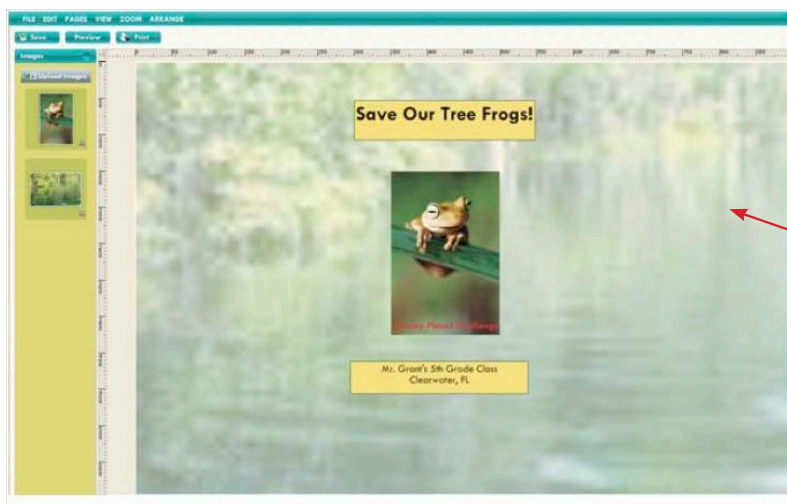 FILE EDIT PAGES VIEW ZOOM ARRANGE
Save Preview Print
Images
Upload Images
Save Our Tree Frogs!
Planet
Mr. Grant's 5th Grade Class
Clearwater, FL